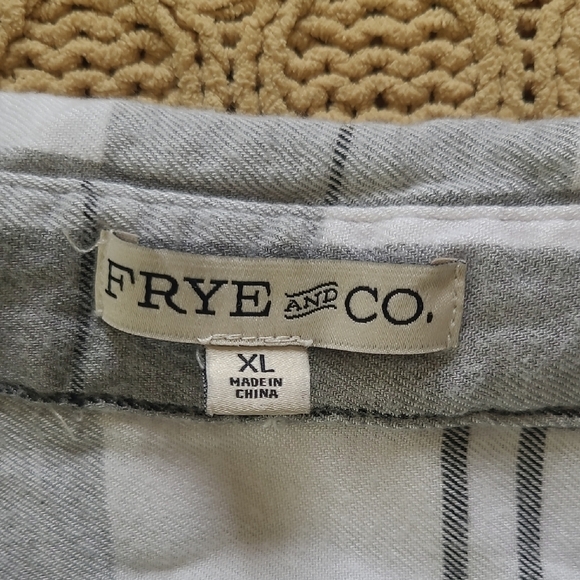 FRYE AND CO.
XL
MADE IN
CHINA